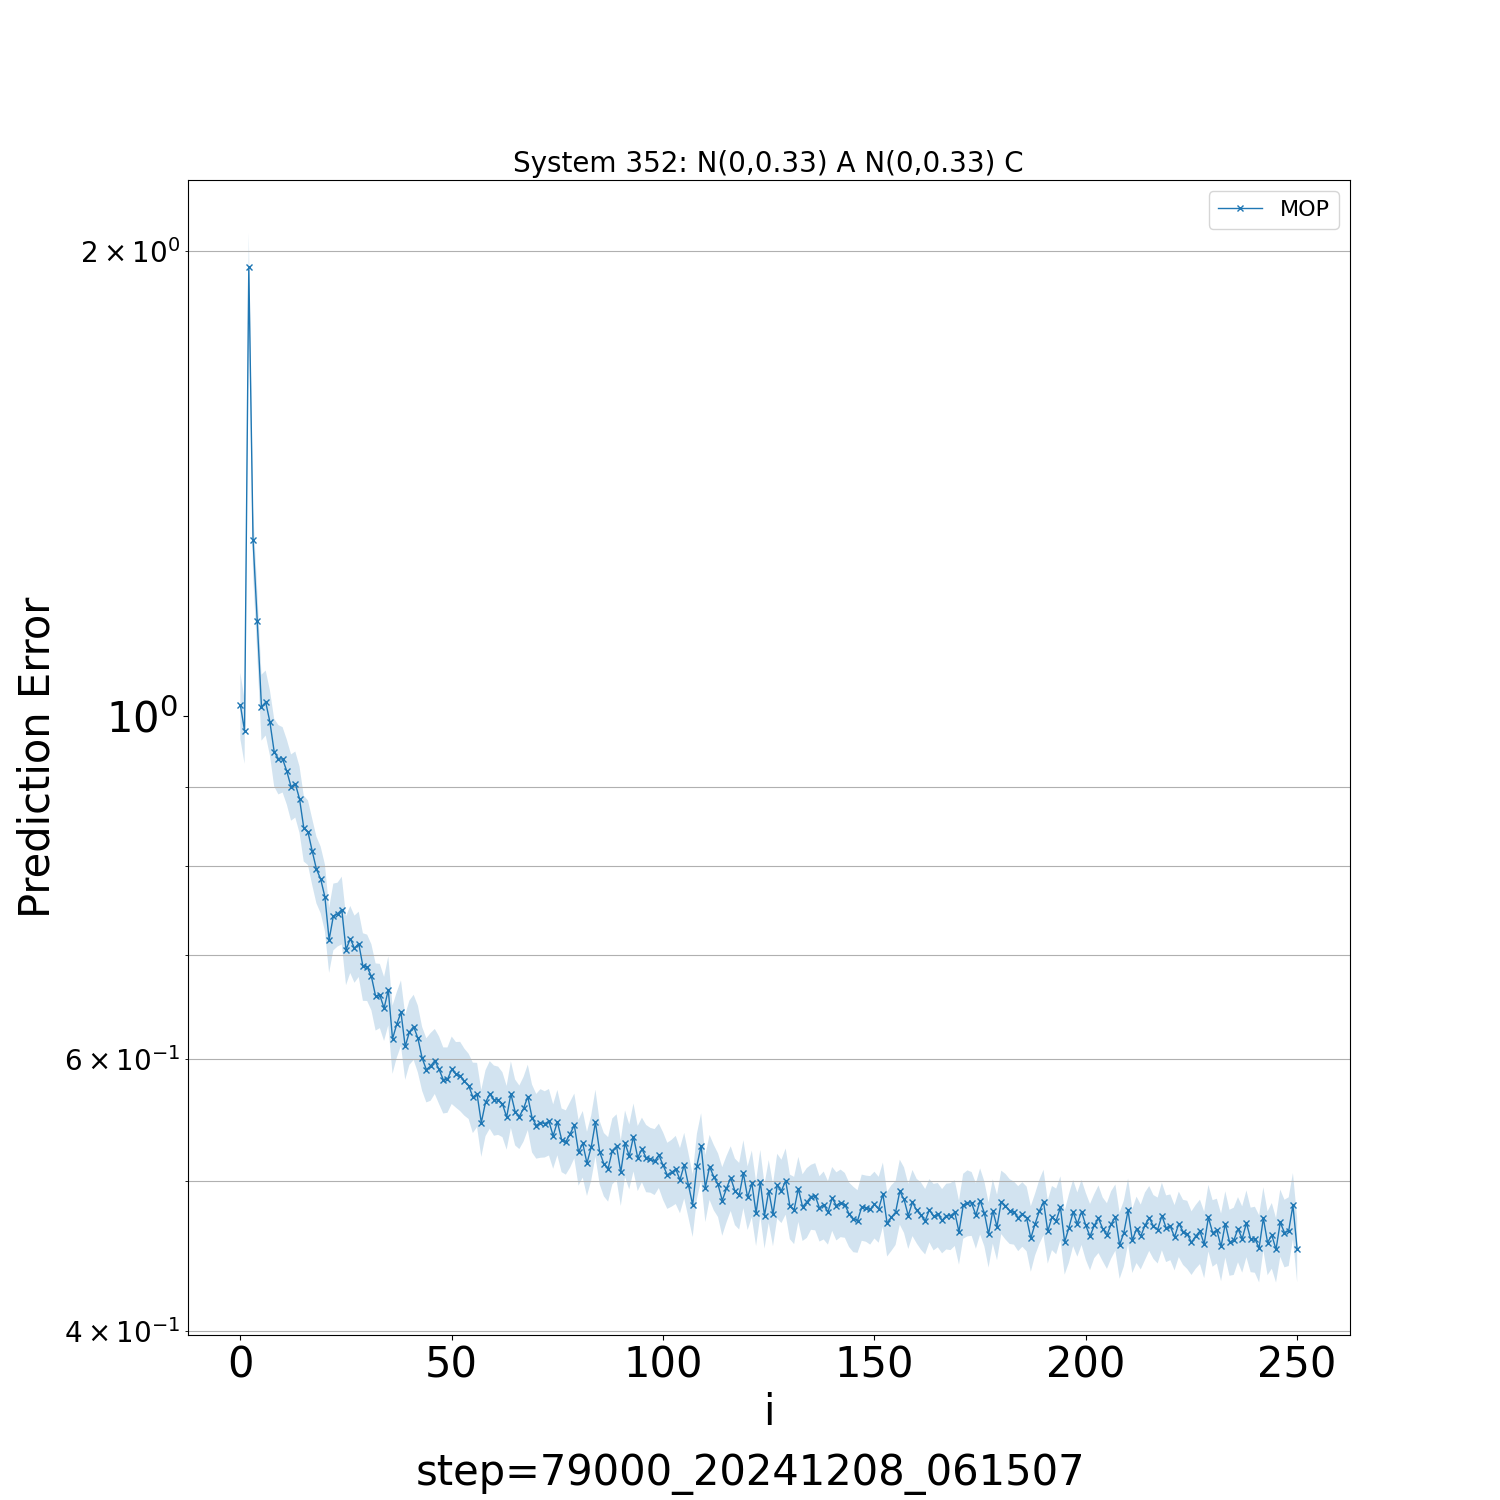 System 352: N(0,0.33) A N(0,0.33) C
MOP
2 × 10⁰
10⁰
6 × 10⁻¹
4 × 10⁻¹
Prediction Error
0 50 100 150 200 250
i
step=79000_20241208_061507